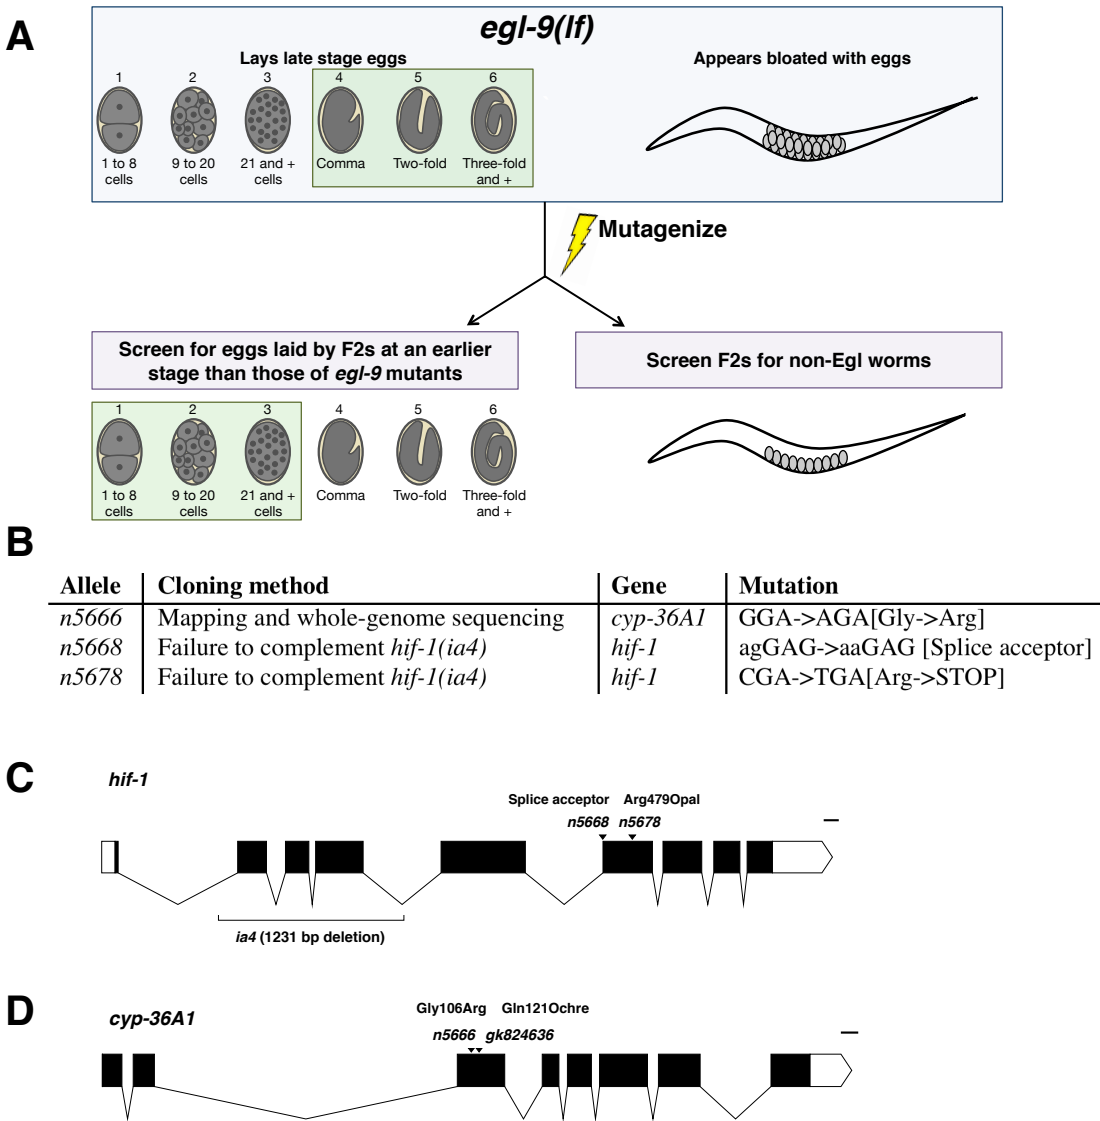 A
egl-9(lf)
Lays late stage eggs
Appears bloated with eggs
1 2 3 4 5 6
1 to 8 9 to 20 21 and + Comma Two-fold Three-fold
cells cells cells and +
Mutagenize
Screen for eggs laid by F2s at an earlier
stage than those of egl-9 mutants
Screen F2s for non-Egl worms
1 2 3 4 5 6
1 to 8 9 to 20 21 and + Comma Two-fold Three-fold
cells cells cells and +
B
Allele Cloning method Gene Mutation
n5666 Mapping and whole-genome sequencing cyp-36A1 GGA->AGA[Gly->Arg]
n5668 Failure to complement hif-1(ia4) hif-1 agGAG->aaGAG [Splice acceptor]
n5678 Failure to complement hif-1(ia4) hif-1 CGA->TGA[Arg->STOP]
C
hif-1
Splice acceptor Arg479Opal
n5668 n5678
ia4 (1231 bp deletion)
D
cyp-36A1
Gly106Arg Gln121Ochre
n5666 gk824636